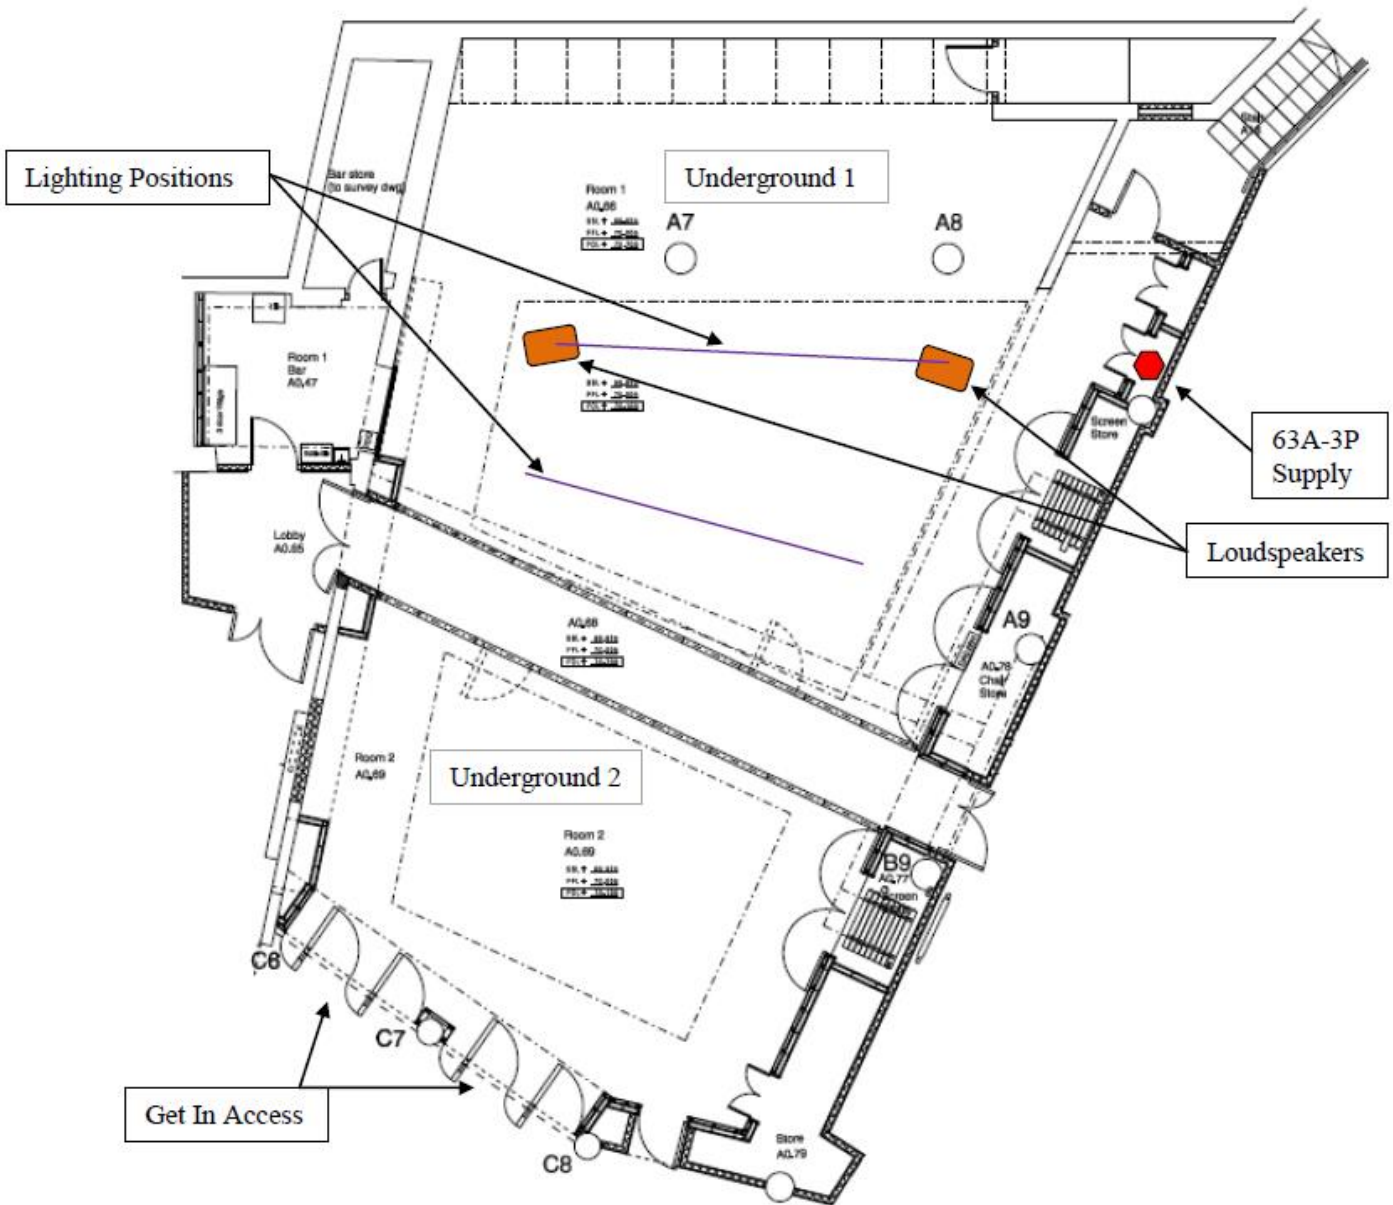 Stair
Lighting Positions
Bar store
(to survey dwg)
Underground 1
Room 1
A0.66
A7
A8
Room 1
Bar
A0.47
Screen
Store
63A-3P
Supply
Loudspeakers
Lobby
A0.65
A0.68
A9
A0.78
Chair
Store
Room 2
A0.69
Underground 2
Room 2
A0.69
B9
A0.77
Screen
C6
C7
Get In Access
C8
Store
A0.79